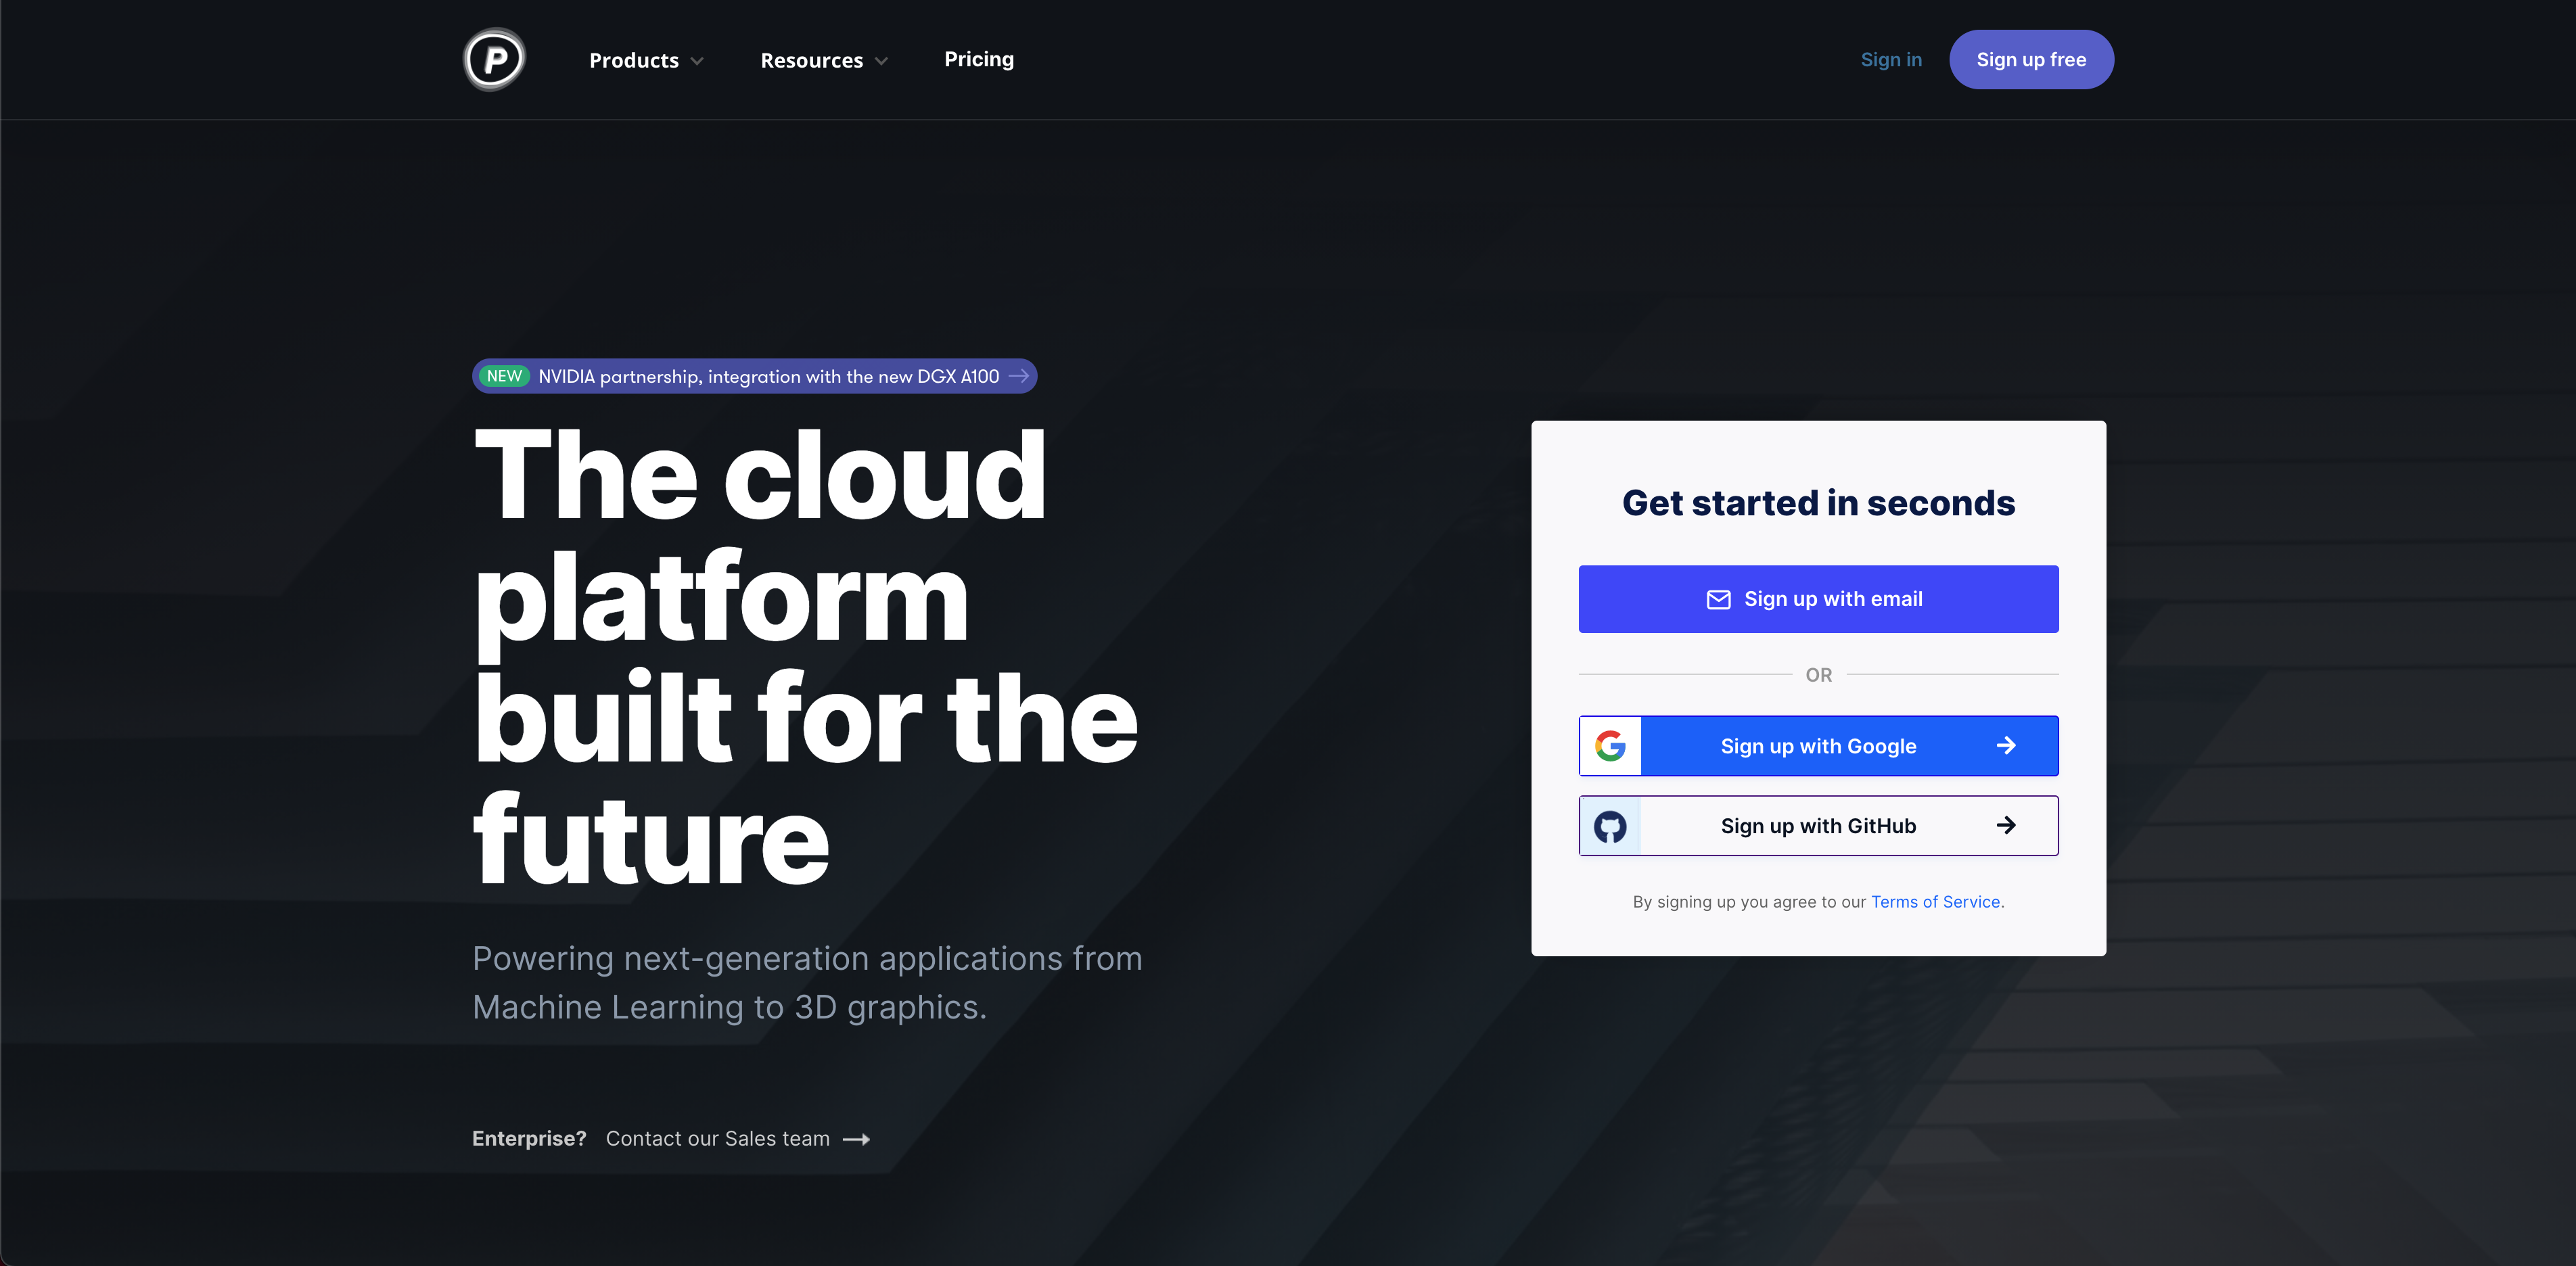 P
Products
Resources
Pricing
Sign in
Sign up free
NEW NVIDIA partnership, integration with the new DGX A100
The cloud
platform
built for the
future
Powering next-generation applications from
Machine Learning to 3D graphics.
Enterprise? Contact our Sales team
Get started in seconds
Sign up with email
OR
Sign up with Google
Sign up with GitHub
By signing up you agree to our Terms of Service.